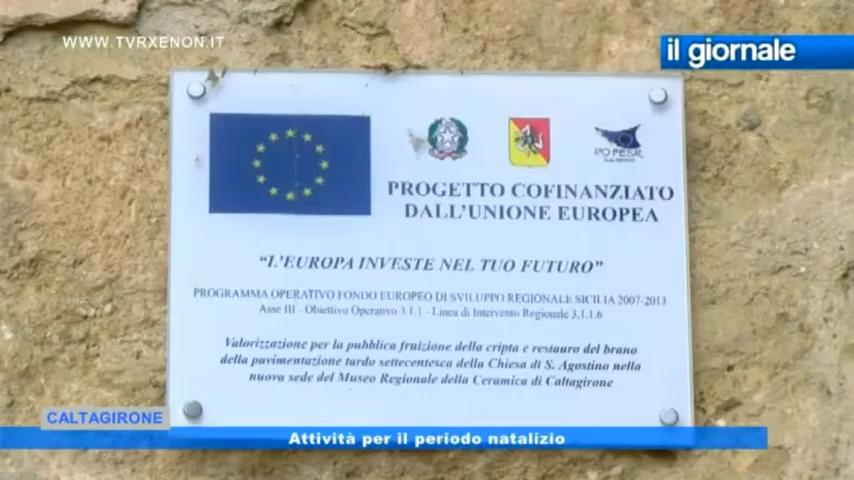 WWW.TVRXENON.IT
il giornale
PO FESR
PROGETTO COFINANZIATO
DALL'UNIONE EUROPEA
“L'EUROPA INVESTE NEL TUO FUTURO”
PROGRAMMA OPERATIVO FONDO EUROPEO DI SVILUPPO REGIONALE SICILIA 2007-2013
Asse III - Obiettivo Operativo 3.1.1 - Linea di Intervento Regionale 3.1.1.6
Valorizzazione per la pubblica fruizione della cripta e restauro del brano
della pavimentazione tardo settecentesca della Chiesa di S. Agostino nella
nuova sede del Museo Regionale della Ceramica di Caltagirone
CALTAGIRONE
Attività per il periodo natalizio